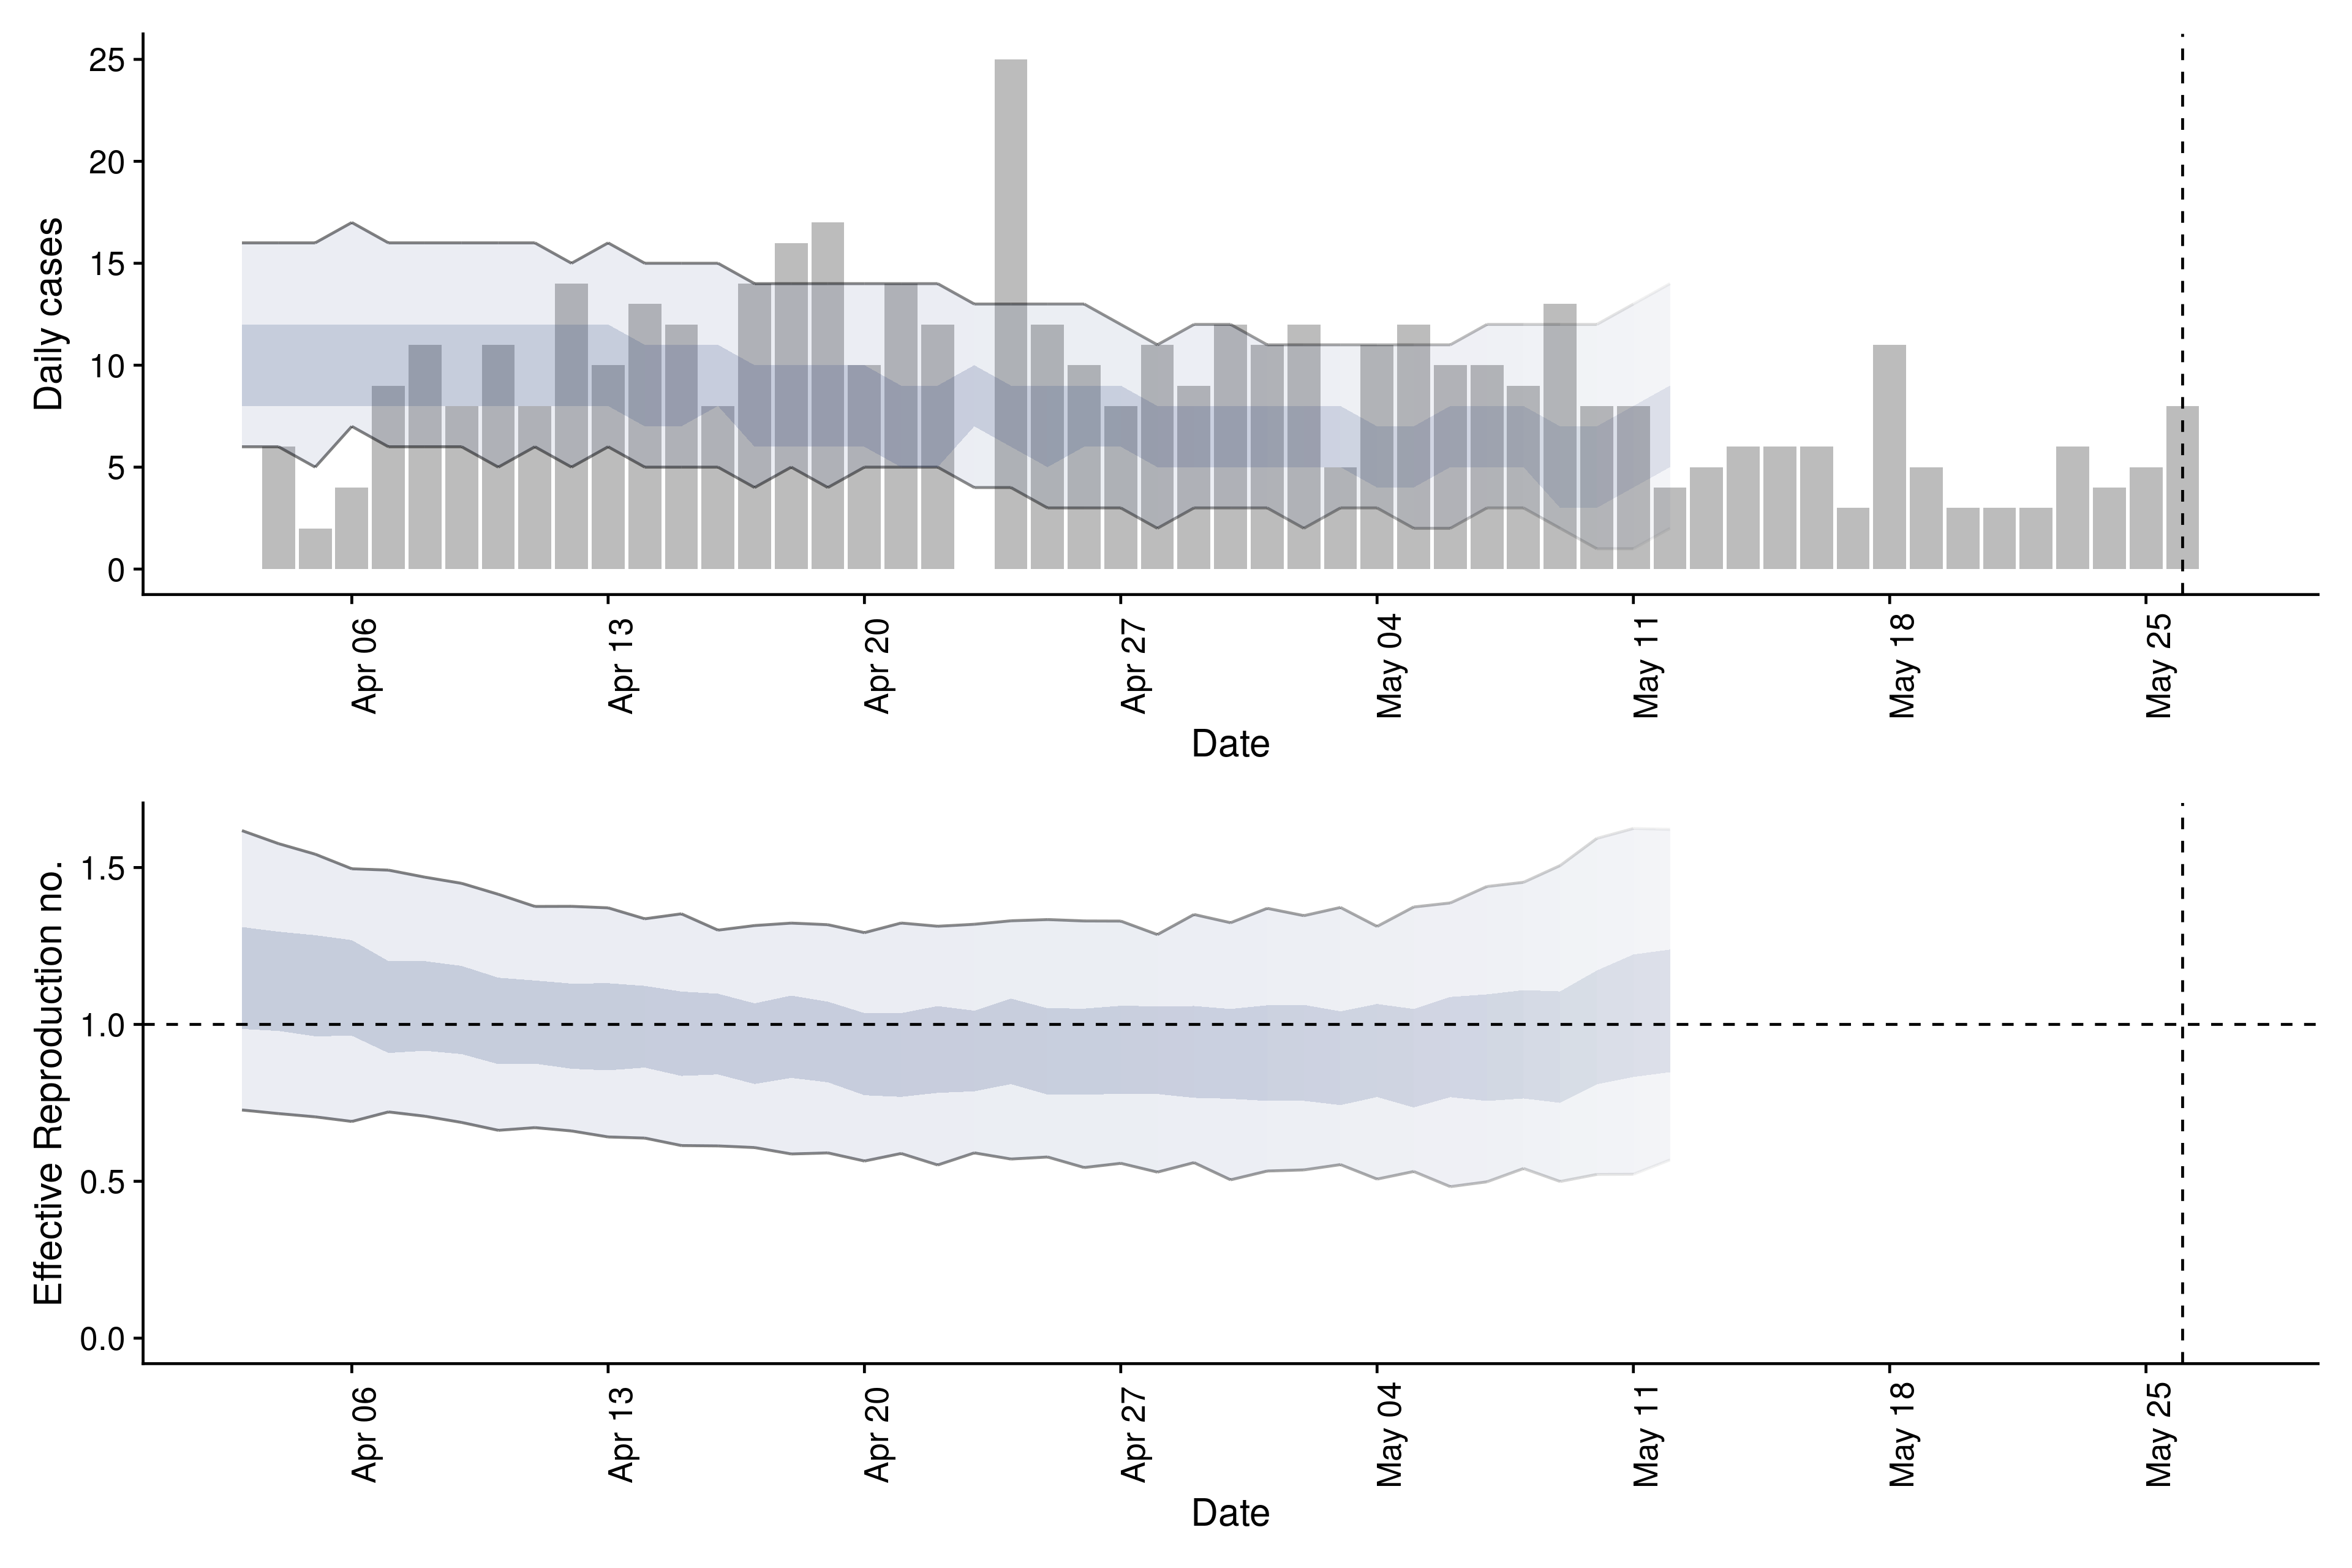 Daily cases
25
20
15
10
5
0
Apr 06
Apr 13
Apr 20
Apr 27
May 04
May 11
May 18
May 25
Date
Effective Reproduction no.
1.5
1.0
0.5
0.0
Apr 06
Apr 13
Apr 20
Apr 27
May 04
May 11
May 18
May 25
Date